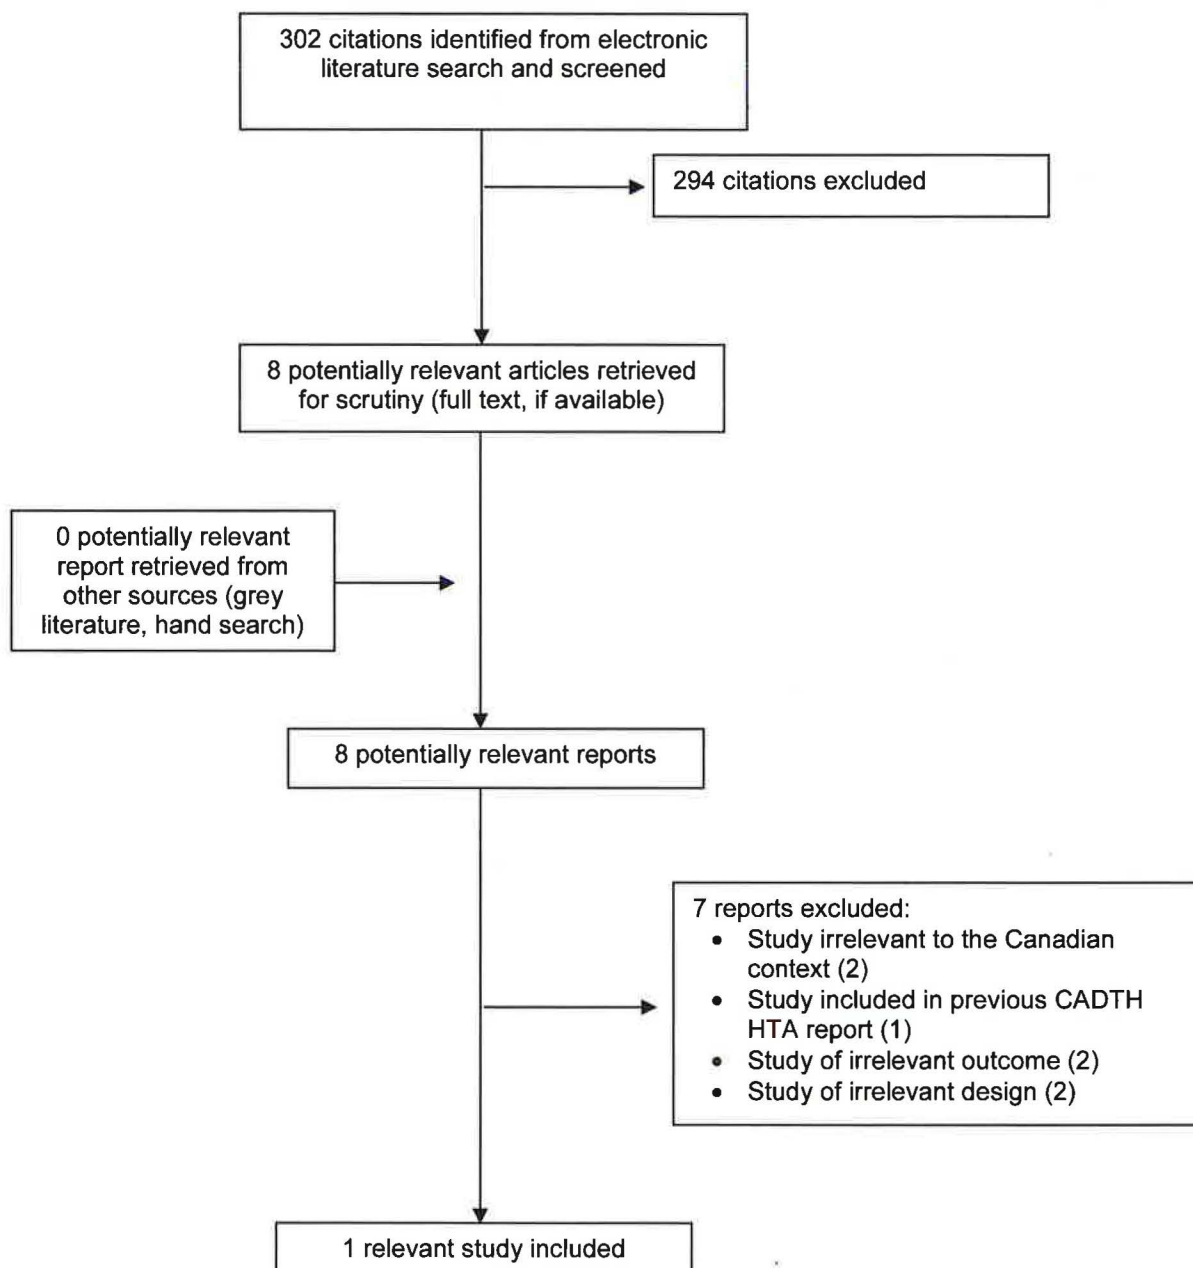 302 citations identified from electronic
literature search and screened
294 citations excluded
8 potentially relevant articles retrieved
for scrutiny (full text, if available)
0 potentially relevant
report retrieved from
other sources (grey
literature, hand search)
8 potentially relevant reports
7 reports excluded:
• Study irrelevant to the Canadian
context (2)
• Study included in previous CADTH
HTA report (1)
• Study of irrelevant outcome (2)
• Study of irrelevant design (2)
1 relevant study included